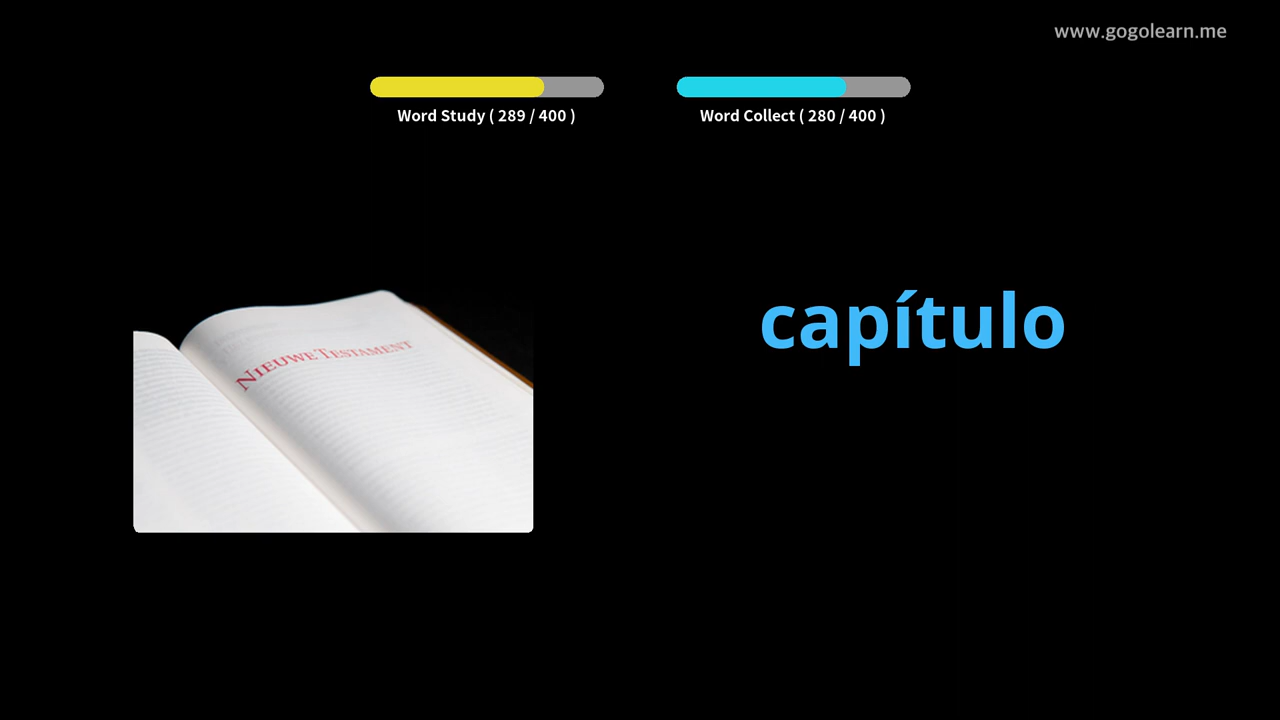 www.gogolearn.me
Word Study ( 289 / 400 )
Word Collect ( 280 / 400 )
capítulo
NIEUWE TESTAMENT